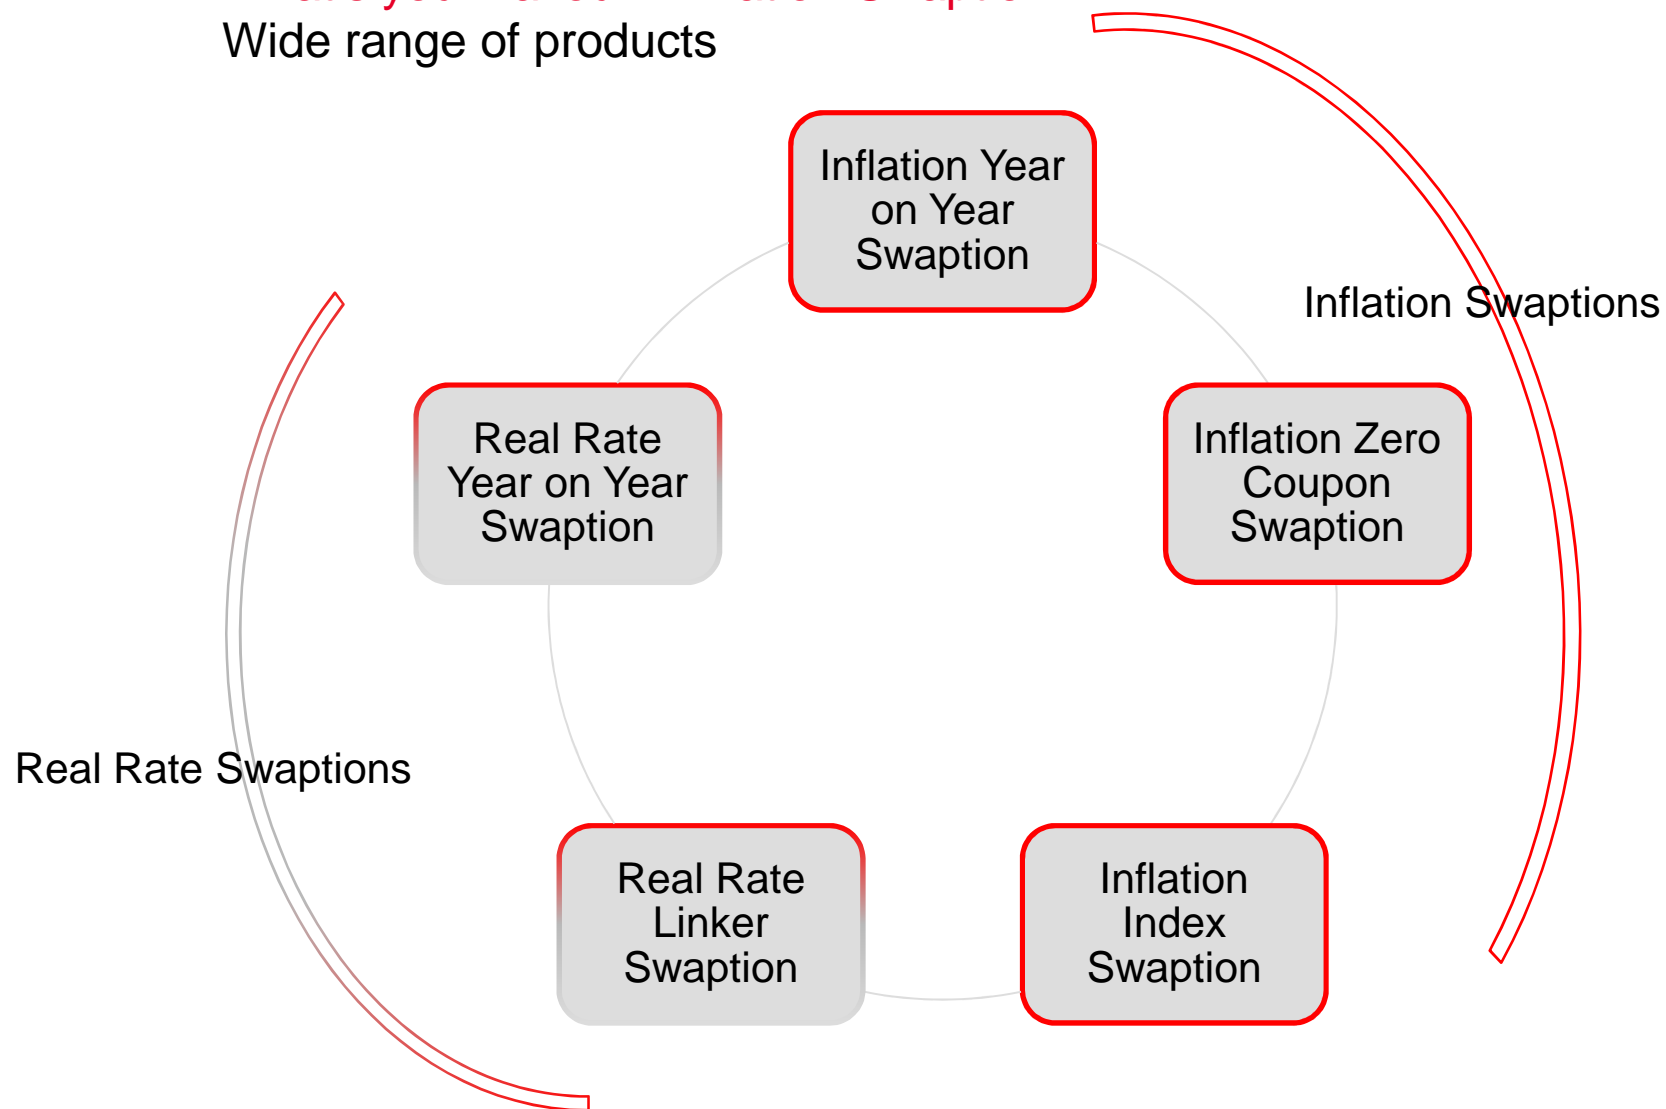 Wide range of products
Inflation Year
on Year
Swaption
Inflation Swaptions
Real Rate
Year on Year
Swaption
Inflation Zero
Coupon
Swaption
Real Rate Swaptions
Real Rate
Linker
Swaption
Inflation
Index
Swaption